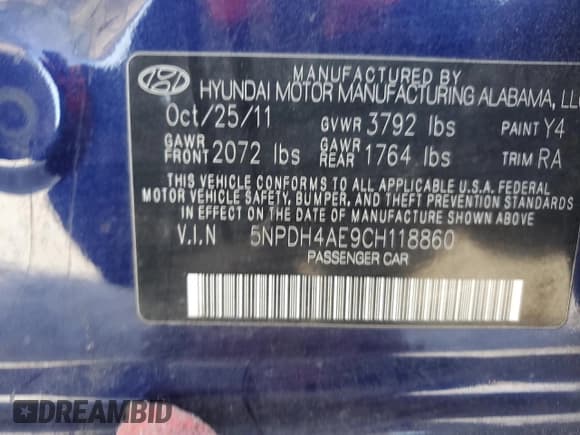 MANUFACTURED BY
HYUNDAI MOTOR MANUFACTURING ALABAMA, LLC
Oct/25/11 GVWR 3792 lbs PAINT Y4
GAWR FRONT 2072 lbs GAWR REAR 1764 lbs TRIM RA
THIS VEHICLE CONFORMS TO ALL APPLICABLE U.S.A. FEDERAL
MOTOR VEHICLE SAFETY, BUMPER, AND THEFT PREVENTION STANDARDS
IN EFFECT ON THE DATE OF MANUFACTURE SHOWN ABOVE.
V.I.N 5NPDH4AE9CH118860
PASSENGER CAR
DREAMBID